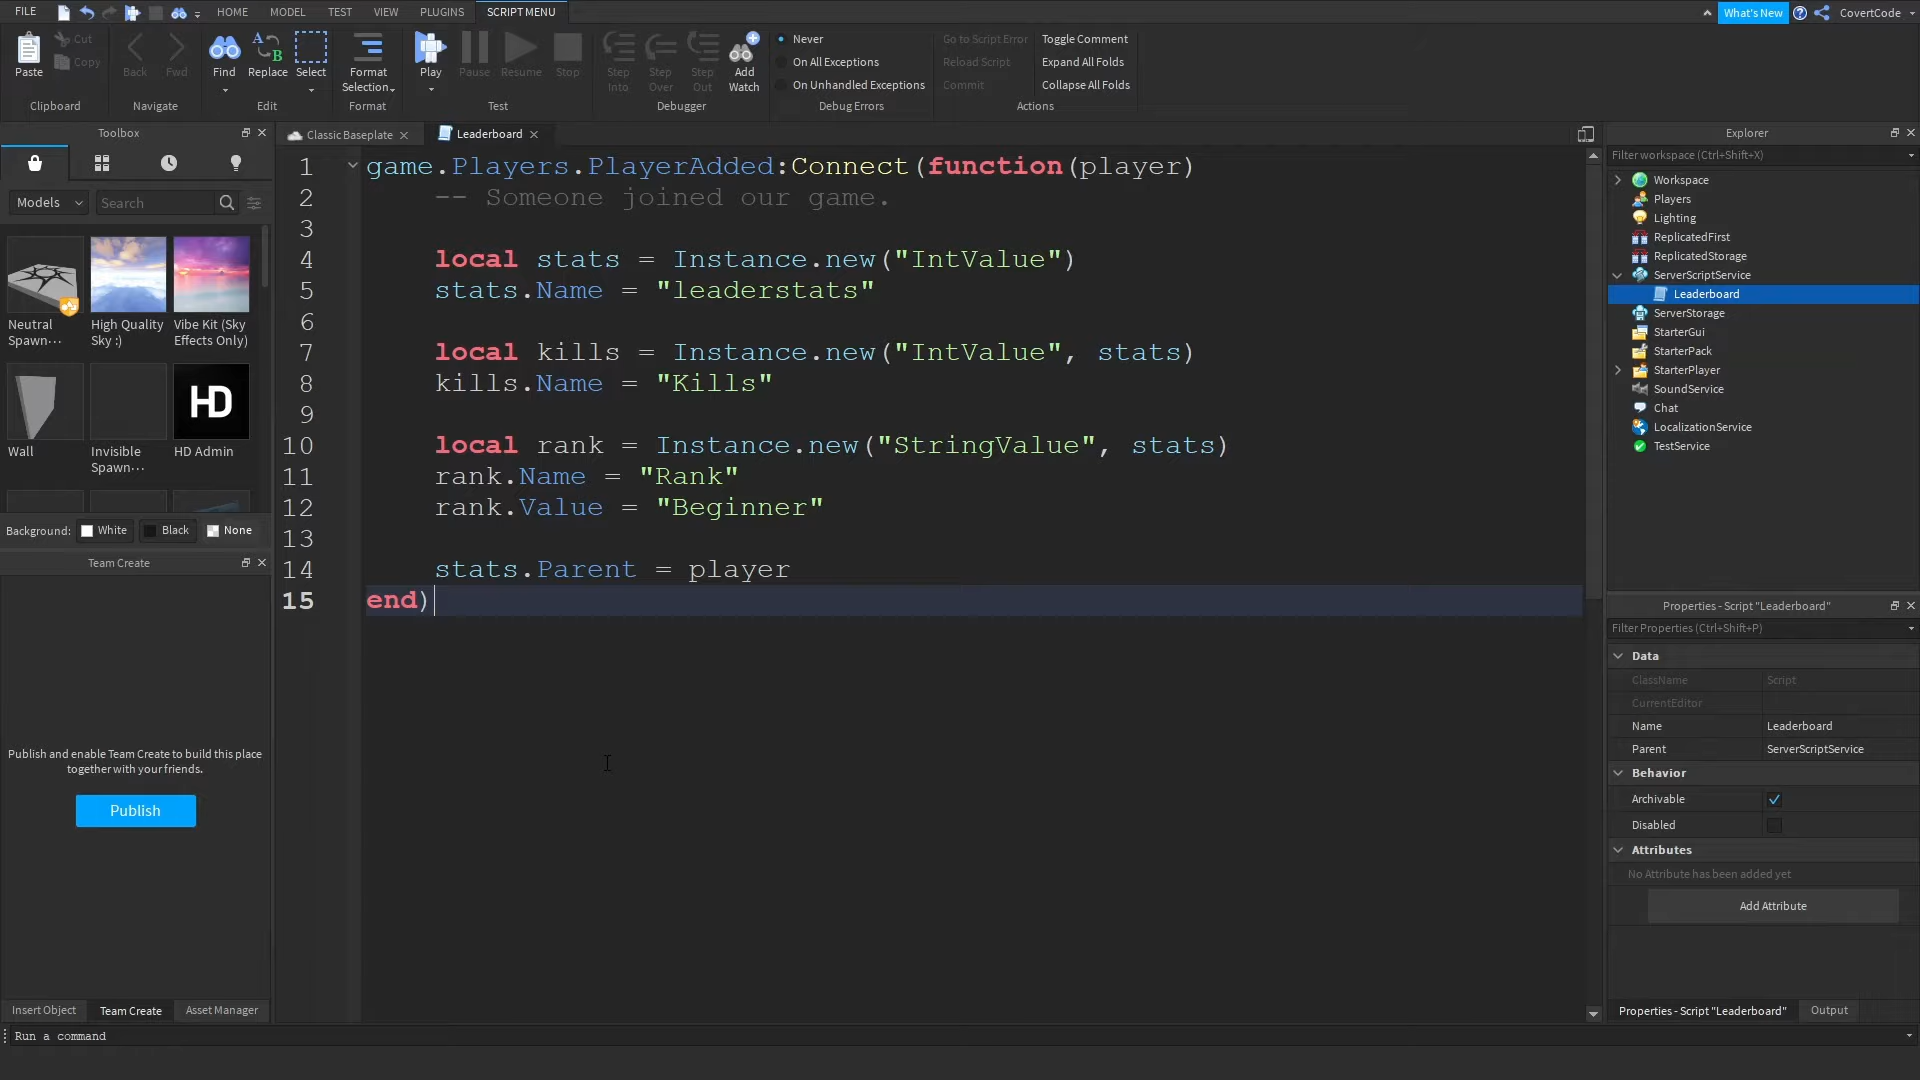 FILE HOME MODEL TEST VIEW PLUGINS SCRIPT MENU What's New CovertCode
Paste Cut Copy
Clipboard
Back Fwd
Navigate
Find Replace Select
Edit
Format Selection
Format
Play Pause Resume Stop
Test
Step Into Step Over Step Out Add Watch
Debugger
Never
On All Exceptions
On Unhandled Exceptions
Debug Errors
Go to Script Error Toggle Comment
Reload Script Expand All Folds
Commit Collapse All Folds
Actions
Toolbox
Models Search
Neutral Spawn...
High Quality Sky :)
Vibe Kit (Sky Effects Only)
Wall
Invisible Spawn...
HD
HD Admin
Background: White Black None
Team Create
Publish and enable Team Create to build this place
together with your friends.
Publish
Insert Object Team Create Asset Manager
Run a command
Classic Baseplate Leaderboard
1 game.Players.PlayerAdded:Connect(function(player)
2 -- Someone joined our game.
3
4 local stats = Instance.new("IntValue")
5 stats.Name = "leaderstats"
6
7 local kills = Instance.new("IntValue", stats)
8 kills.Name = "Kills"
9
10 local rank = Instance.new("StringValue", stats)
11 rank.Name = "Rank"
12 rank.Value = "Beginner"
13
14 stats.Parent = player
15 end)
Explorer
Filter workspace (Ctrl+Shift+X)
Workspace
Players
Lighting
ReplicatedFirst
ReplicatedStorage
ServerScriptService
Leaderboard
ServerStorage
StarterGui
StarterPack
StarterPlayer
SoundService
Chat
LocalizationService
TestService
Properties - Script "Leaderboard"
Filter Properties (Ctrl+Shift+P)
Data
ClassName Script
CurrentEditor
Name Leaderboard
Parent ServerScriptService
Behavior
Archivable
Disabled
Attributes
No Attribute has been added yet
Add Attribute
Properties - Script "Leaderboard" Output